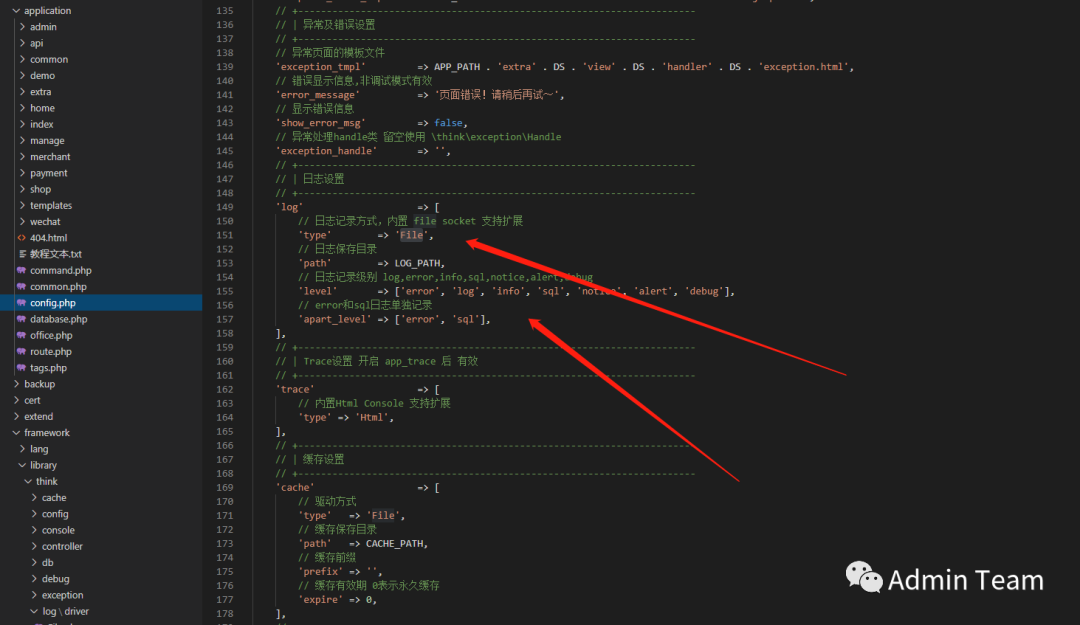 application
admin
api
common
demo
extra
home
index
manage
merchant
payment
shop
templates
wechat
404.html
教程文本.txt
command.php
common.php
config.php
database.php
office.php
route.php
tags.php
backup
cert
extend
framework
lang
library
think
cache
config
console
controller
db
debug
exception
log \ driver
135 // +----------------------------------------------------------------------
136 // | 异常及错误设置
137 // +----------------------------------------------------------------------
138 // 异常页面的模板文件
139 'exception_tmpl' => APP_PATH . 'extra' . DS . 'view' . DS . 'handler' . DS . 'exception.html',
140 // 错误显示信息,非调试模式有效
141 'error_message' => '页面错误！请稍后再试～',
142 // 显示错误信息
143 'show_error_msg' => false,
144 // 异常处理handle类 留空使用 \think\exception\Handle
145 'exception_handle' => '',
146 // +----------------------------------------------------------------------
147 // | 日志设置
148 // +----------------------------------------------------------------------
149 'log' => [
150 // 日志记录方式，内置 file socket 支持扩展
151 'type' => 'File',
152 // 日志保存目录
153 'path' => LOG_PATH,
154 // 日志记录级别 log,error,info,sql,notice,alert,debug
155 'level' => ['error', 'log', 'info', 'sql', 'notice', 'alert', 'debug'],
156 // error和sql日志单独记录
157 'apart_level' => ['error', 'sql'],
158 ],
159 // +----------------------------------------------------------------------
160 // | Trace设置 开启 app_trace 后 有效
161 // +----------------------------------------------------------------------
162 'trace' => [
163 // 内置Html Console 支持扩展
164 'type' => 'Html',
165 ],
166 // +----------------------------------------------------------------------
167 // | 缓存设置
168 // +----------------------------------------------------------------------
169 'cache' => [
170 // 驱动方式
171 'type' => 'File',
172 // 缓存保存目录
173 'path' => CACHE_PATH,
174 // 缓存前缀
175 'prefix' => '',
176 // 缓存有效期 0表示永久缓存
177 'expire' => 0,
178 ],
Admin Team